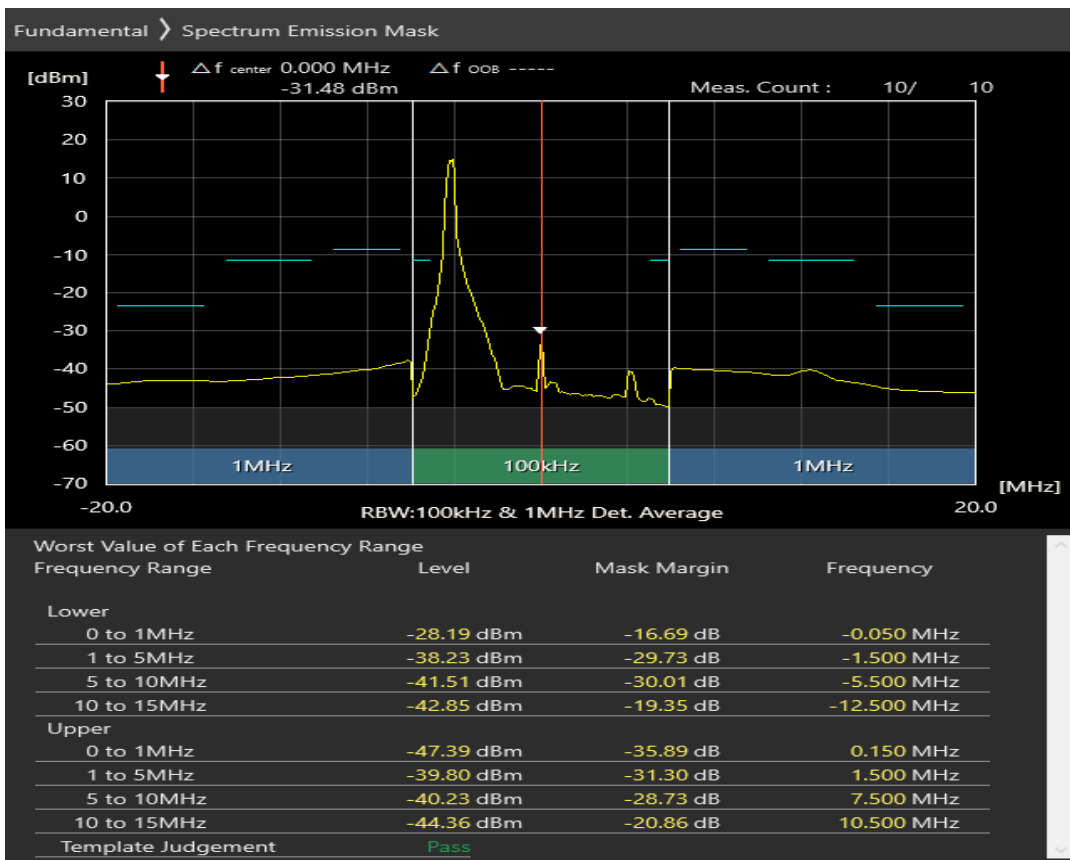 Fundamental 〉 Spectrum Emission Mask
[dBm]
△f center 0.000 MHz △f OOB -----
-31.48 dBm
Meas. Count : 10/ 10
30
20
10
0
-10
-20
-30
-40
-50
-60
-70
1MHz 100kHz 1MHz
[MHz]
-20.0 RBW:100kHz & 1MHz Det. Average 20.0
Worst Value of Each Frequency Range
Frequency Range Level Mask Margin Frequency
Lower
0 to 1MHz -28.19 dBm -16.69 dB -0.050 MHz
1 to 5MHz -38.23 dBm -29.73 dB -1.500 MHz
5 to 10MHz -41.51 dBm -30.01 dB -5.500 MHz
10 to 15MHz -42.85 dBm -19.35 dB -12.500 MHz
Upper
0 to 1MHz -47.39 dBm -35.89 dB 0.150 MHz
1 to 5MHz -39.80 dBm -31.30 dB 1.500 MHz
5 to 10MHz -40.23 dBm -28.73 dB 7.500 MHz
10 to 15MHz -44.36 dBm -20.86 dB 10.500 MHz
Template Judgement Pass